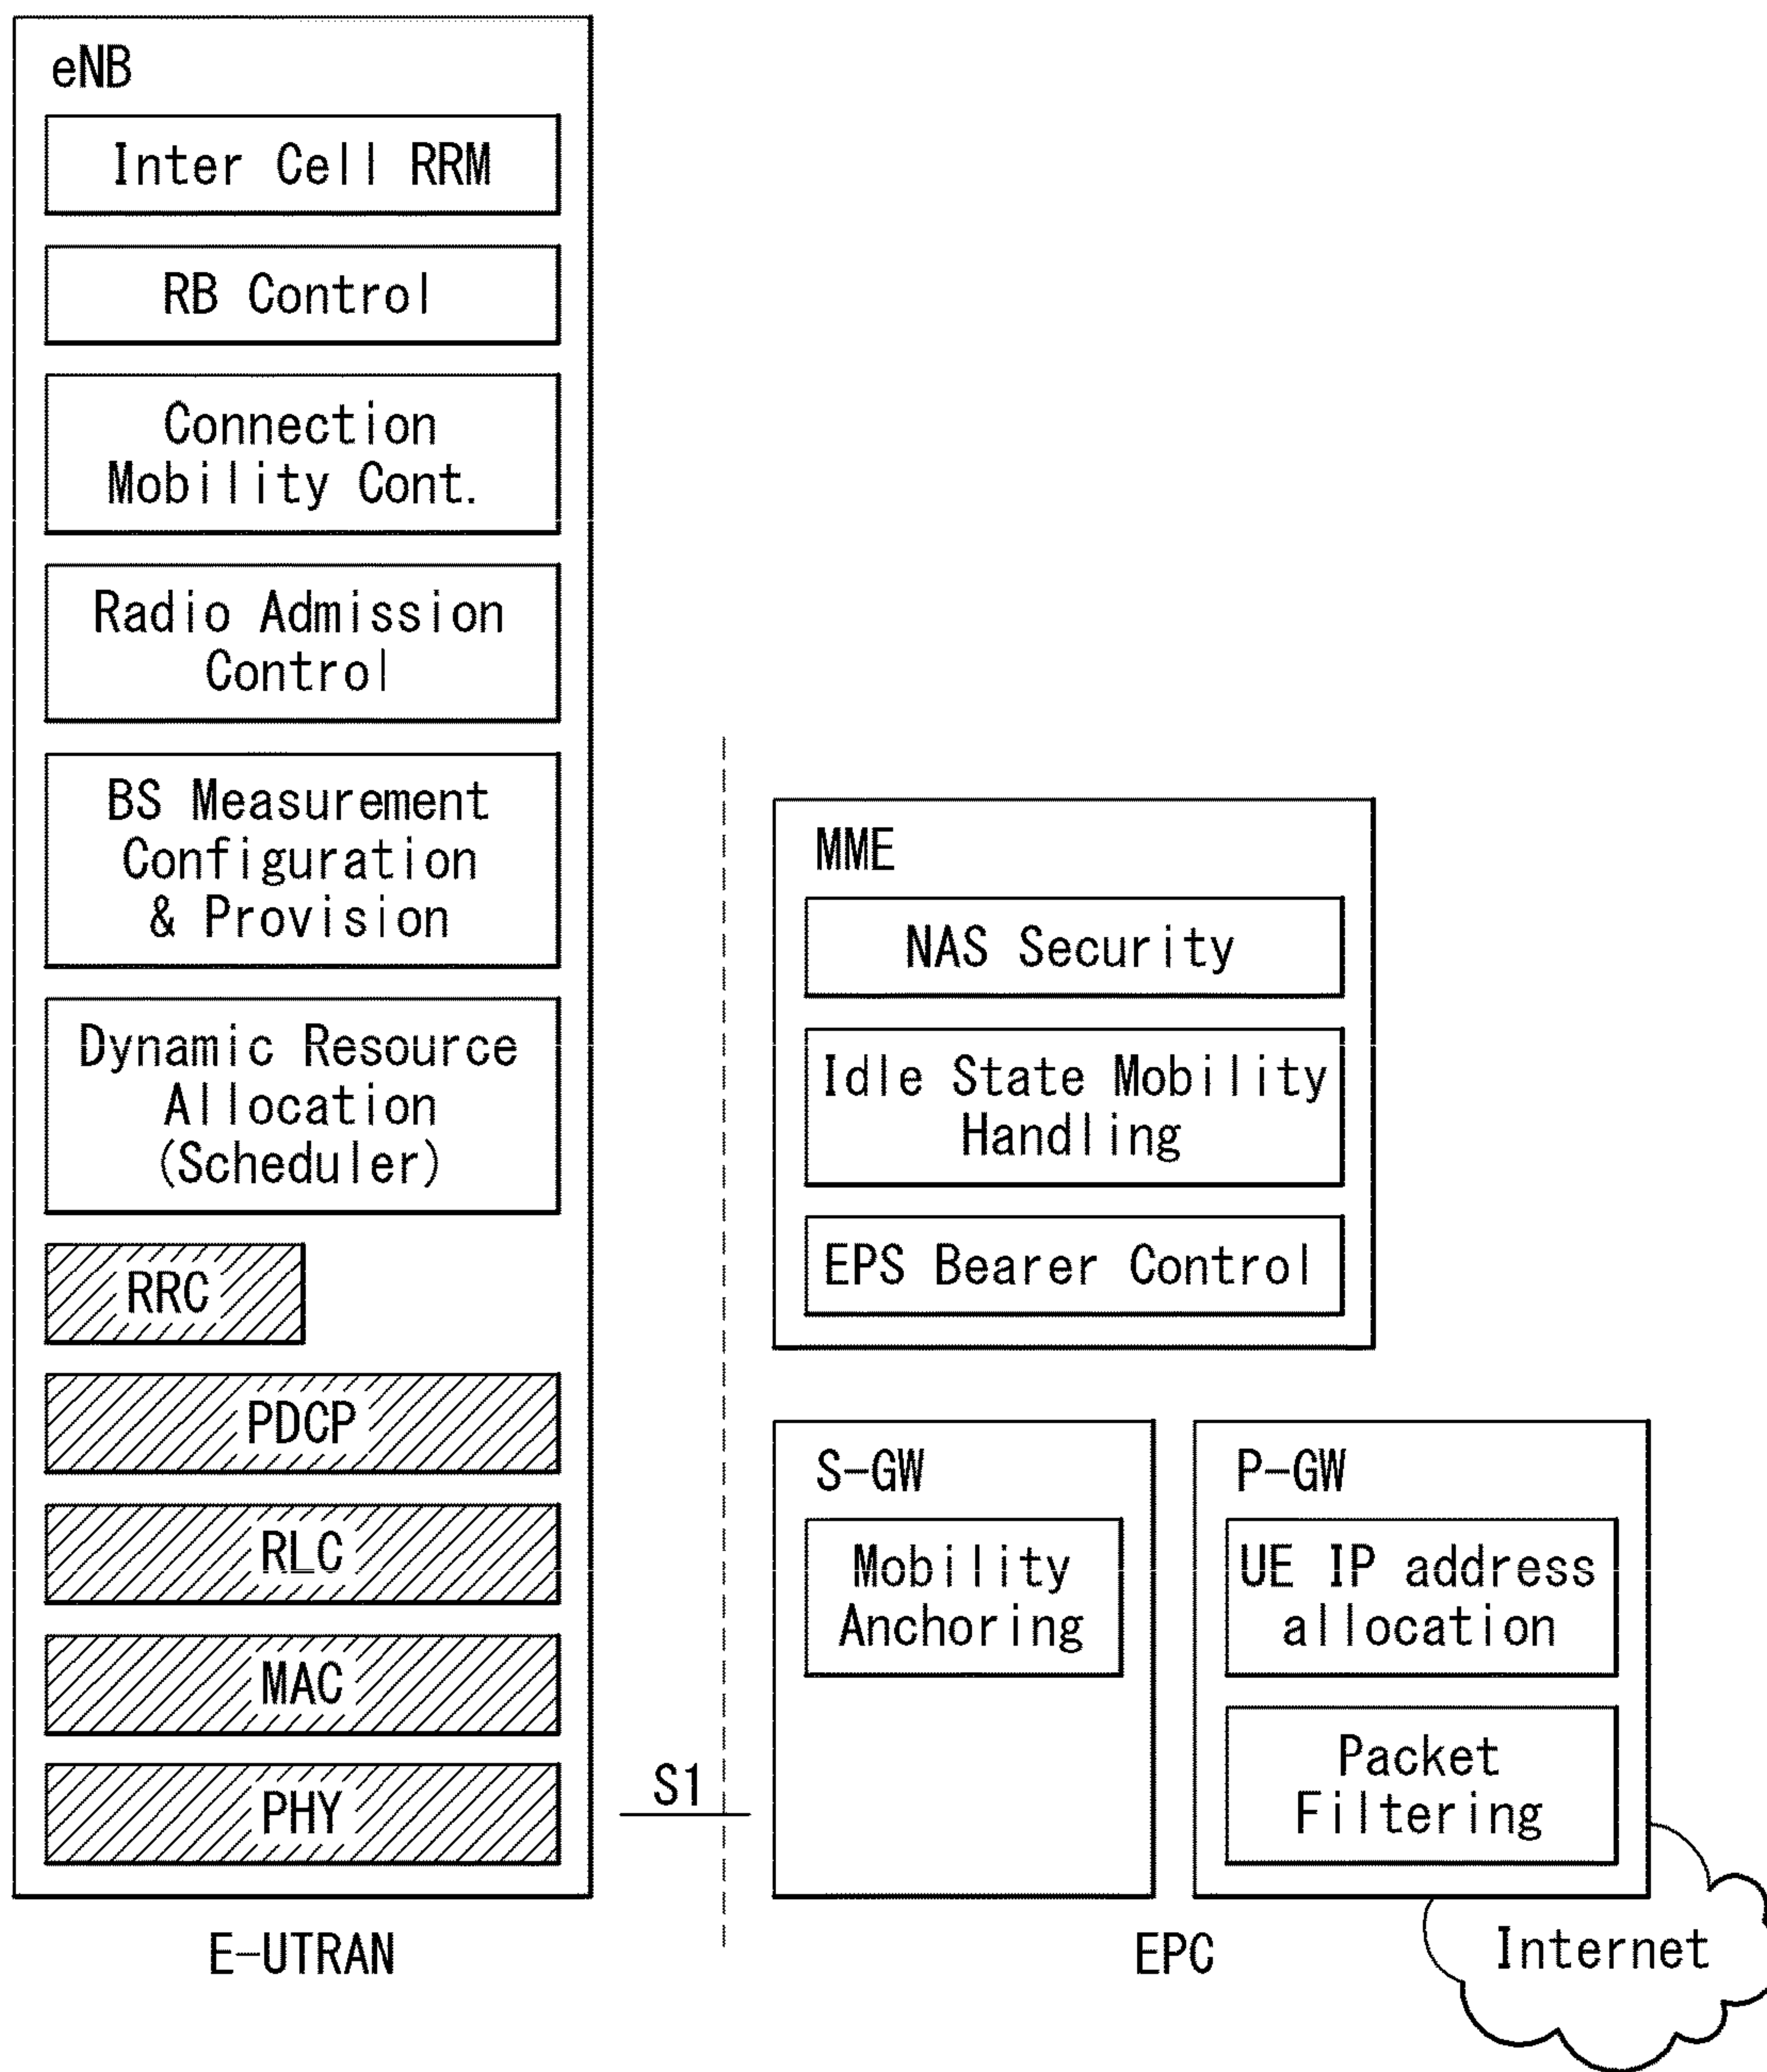 eNB
Inter Cell RRM
RB Control
Connection
Mobility Cont.
Radio Admission
Control
BS Measurement
Configuration
& Provision
Dynamic Resource
Allocation
(Scheduler)
RRC
PDCP
RLC
MAC
PHY
S1
E-UTRAN
MME
NAS Security
Idle State Mobility
Handling
EPS Bearer Control
S-GW
Mobility
Anchoring
P-GW
UE IP address
allocation
Packet
Filtering
EPC
Internet